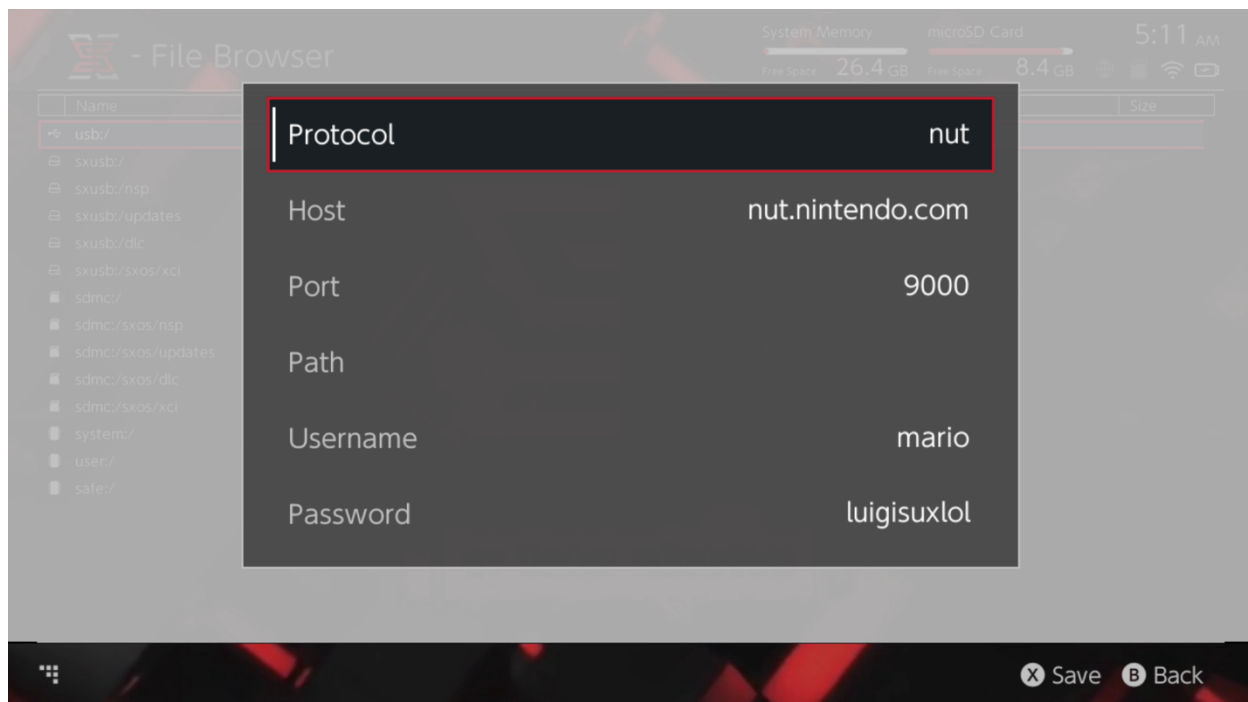 - File Browser
System Memory
Free Space 26.4 GB
microSD Card
Free Space 8.4 GB
5:11 AM
Name
Size
usb:/
sxusb:/
sxusb:/nsp
sxusb:/updates
sxusb:/dlc
sxusb:/sxos/xci
sdmc:/
sdmc:/sxos/nsp
sdmc:/sxos/updates
sdmc:/sxos/dlc
sdmc:/sxos/xci
system:/
user:/
safe:/
Protocol nut
Host nut.nintendo.com
Port 9000
Path
Username mario
Password luigisuxlol
X Save B Back